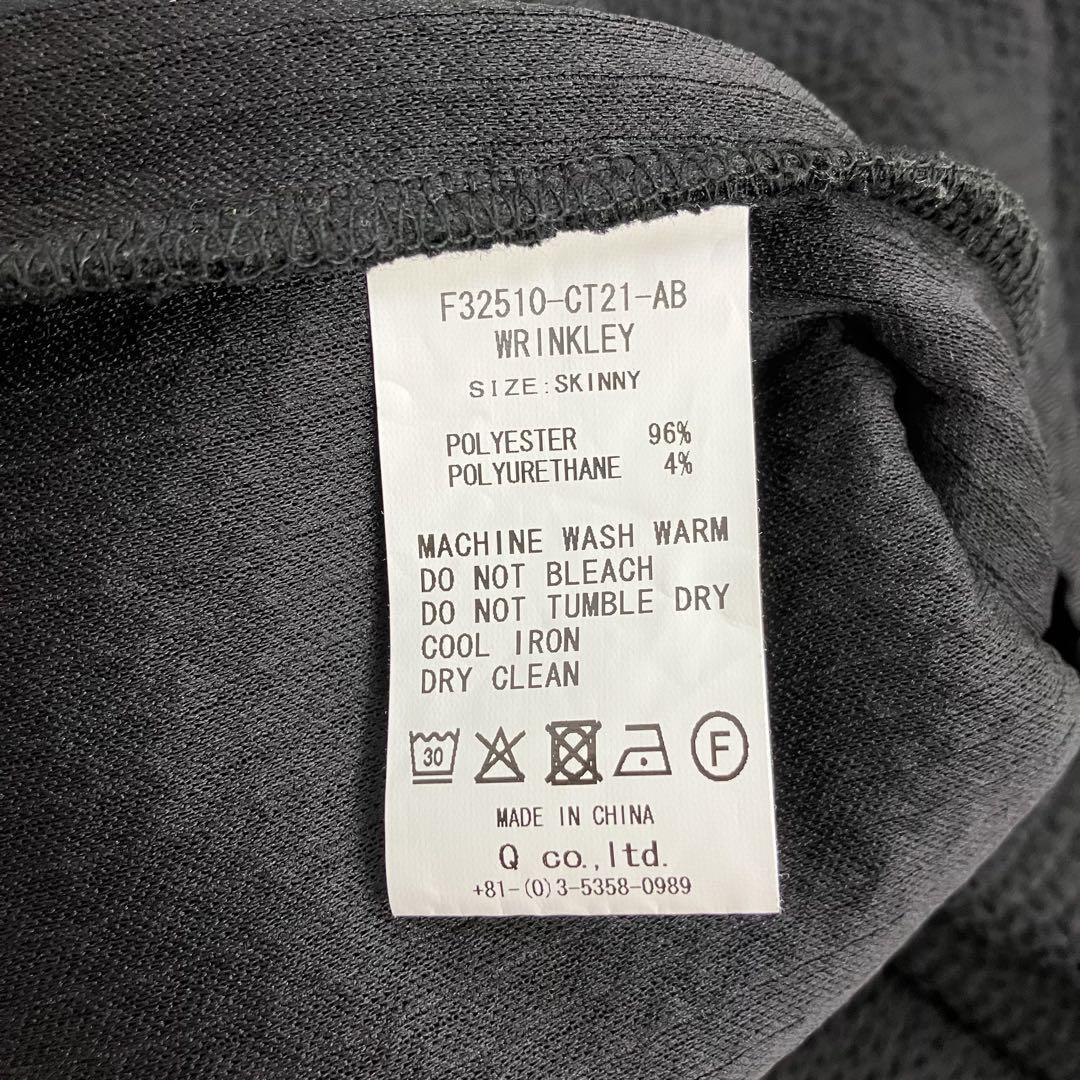 F32510-CT21-AB
WRINKLEY
SIZE:SKINNY
POLYESTER 96%
POLYURETHANE 4%
MACHINE WASH WARM
DO NOT BLEACH
DO NOT TUMBLE DRY
COOL IRON
DRY CLEAN
30 F
MADE IN CHINA
Q co.,ltd.
+81-(0)3-5358-0989